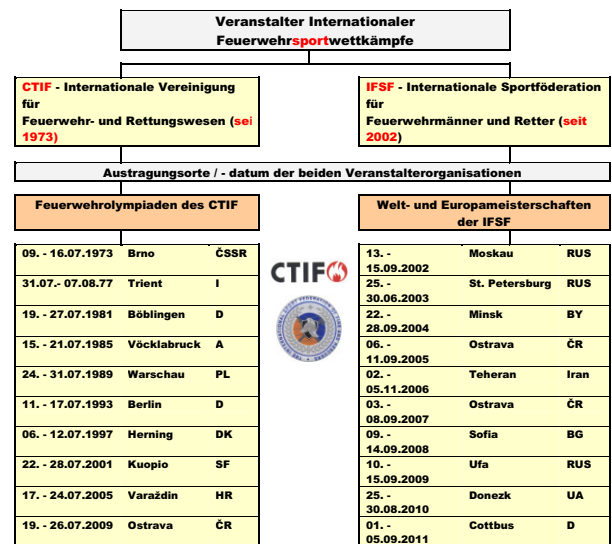 Veranstalter Internationaler
Feuerwehrsportwettkämpfe
CTIF - Internationale Vereinigung
für
Feuerwehr- und Rettungswesen (sei
1973)
IFSF - Internationale Sportföderation
für
Feuerwehrmänner und Retter (seit
2002)
Austragungsorte / - datum der beiden Veranstalterorganisationen
Feuerwehrolympiaden des CTIF
09. - 16.07.1973 Brno ČSSR
31.07.- 07.08.77 Trient I
19. - 27.07.1981 Böblingen D
15. - 21.07.1985 Vöcklabruck A
24. - 31.07.1989 Warschau PL
11. - 17.07.1993 Berlin D
06. - 12.07.1997 Herning DK
22. - 28.07.2001 Kuopio SF
17. - 24.07.2005 Varaždin HR
19. - 26.07.2009 Ostrava ČR
CTIF
Welt- und Europameisterschaften
der IFSF
13. - Moskau RUS
15.09.2002
25. - St. Petersburg RUS
30.06.2003
22. - Minsk BY
28.09.2004
06. - Ostrava ČR
11.09.2005
02. - Teheran Iran
05.11.2006
03. - Ostrava ČR
08.09.2007
09. - Sofia BG
14.09.2008
10. - Ufa RUS
15.09.2009
25. - Donezk UA
30.08.2010
01. - Cottbus D
05.09.2011